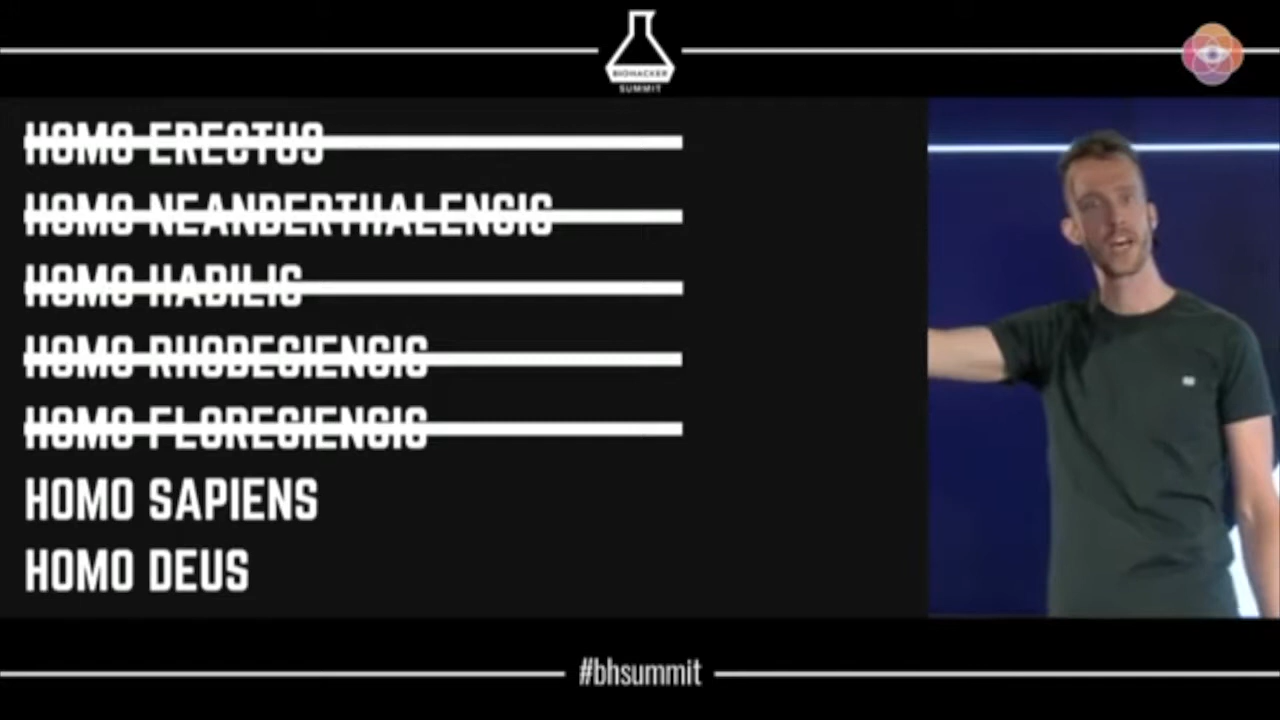 BIOHACKER
SUMMIT
HOMO ERECTUS
HOMO NEANDERTHALENSIS
HOMO HABILIS
HOMO RHODESIENSIS
HOMO FLORESIENSIS
HOMO SAPIENS
HOMO DEUS
#bhsummit